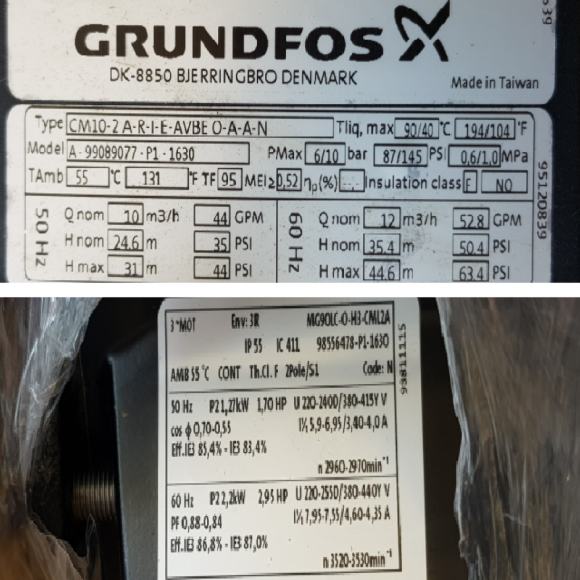 GRUNDFOS
DK-8850 BJERRINGBRO DENMARK
Made in Taiwan
Type CM10-2 A-R-I-E-AVBE O-A-A-N Tliq, max 90/40 °C 194/104 °F
Model A-99089077-P1-1630 PMax 6/10 bar 87/145 PSI 0,6/1,0 MPa
TAmb 55 °C 131 °F TF 95 MEI≥0,52 ηp(%) --- Insulation class F NO
95120839
50 Hz
Q nom 10 m3/h 44 GPM
H nom 24.6 m 35 PSI
H max 31 m 44 PSI
60 Hz
Q nom 12 m3/h 52.8 GPM
H nom 35.4 m 50.4 PSI
H max 44.6 m 63.4 PSI
3~MOT Env: 3R MG90LC-O-H3-CML2A
IP 55 IC 411 98556478-P1-1630
AMB 55 °C CONT Th.Cl. F 2Pole/S1 Code: N
93811115
50 Hz P2 1,27kW 1,70 HP U 220-2400/380-415Y V
cos ϕ 0,70-0,55 I½ 5,9-6,95/3,40-4,0 A
Eff.IE3 85,4% - IE3 83,4%
n 2960-2970min⁻¹
60 Hz P2 2,2kW 2,95 HP U 220-255D/380-440Y V
PF 0,88-0,84 I½ 7,95-7,55/4,60-4,35 A
Eff.IE3 86,8% - IE3 87,0%
n 3520-3530min⁻¹